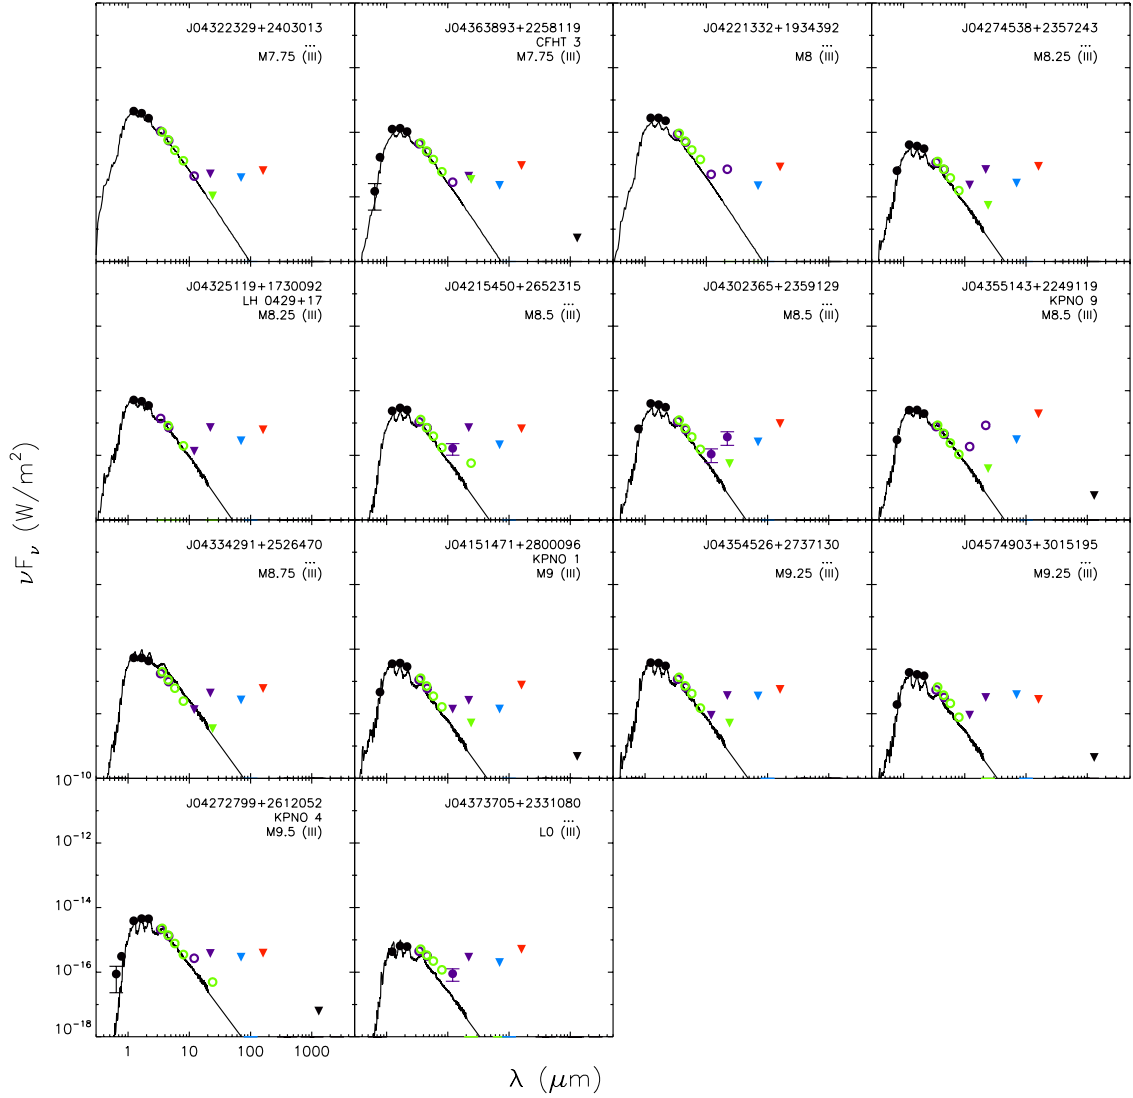 J04322329+2403013
...
M7.75 (III)
J04363893+2258119
CFHT 3
M7.75 (III)
J04221332+1934392
...
M8 (III)
J04274538+2357243
...
M8.25 (III)
J04325119+1730092
LH 0429+17
M8.25 (III)
J04215450+2652315
...
M8.5 (III)
J04302365+2359129
...
M8.5 (III)
J04355143+2249119
KPNO 9
M8.5 (III)
J04334291+2526470
...
M8.75 (III)
J04151471+2800096
KPNO 1
M9 (III)
J04354526+2737130
...
M9.25 (III)
J04574903+3015195
...
M9.25 (III)
J04272799+2612052
KPNO 4
M9.5 (III)
J04373705+2331080
...
L0 (III)
νFν (W/m²)
10⁻¹⁰
10⁻¹²
10⁻¹⁴
10⁻¹⁶
10⁻¹⁸
1 10 100 1000
λ (μm)